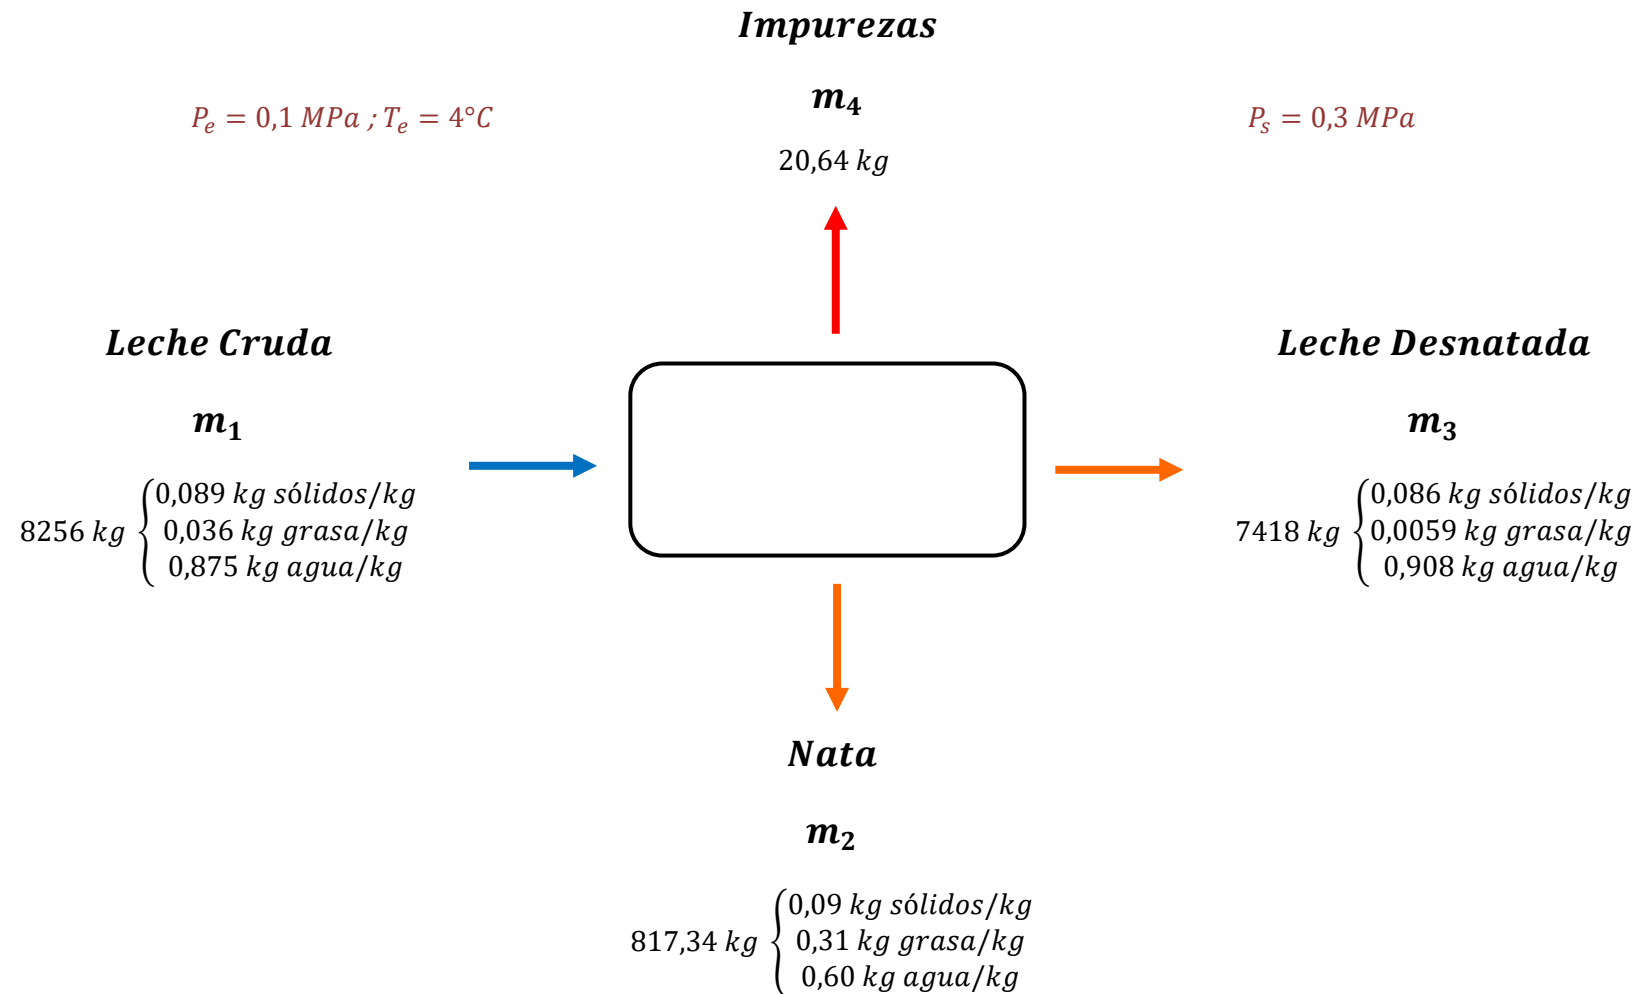 Impurezas
m₄
P_e = 0,1 MPa ; T_e = 4°C
P_s = 0,3 MPa
20,64 kg
Leche Cruda
Leche Desnatada
m₁
m₃
8256 kg { 0,089 kg sólidos/kg
0,036 kg grasa/kg
0,875 kg agua/kg
7418 kg { 0,086 kg sólidos/kg
0,0059 kg grasa/kg
0,908 kg agua/kg
Nata
m₂
817,34 kg { 0,09 kg sólidos/kg
0,31 kg grasa/kg
0,60 kg agua/kg